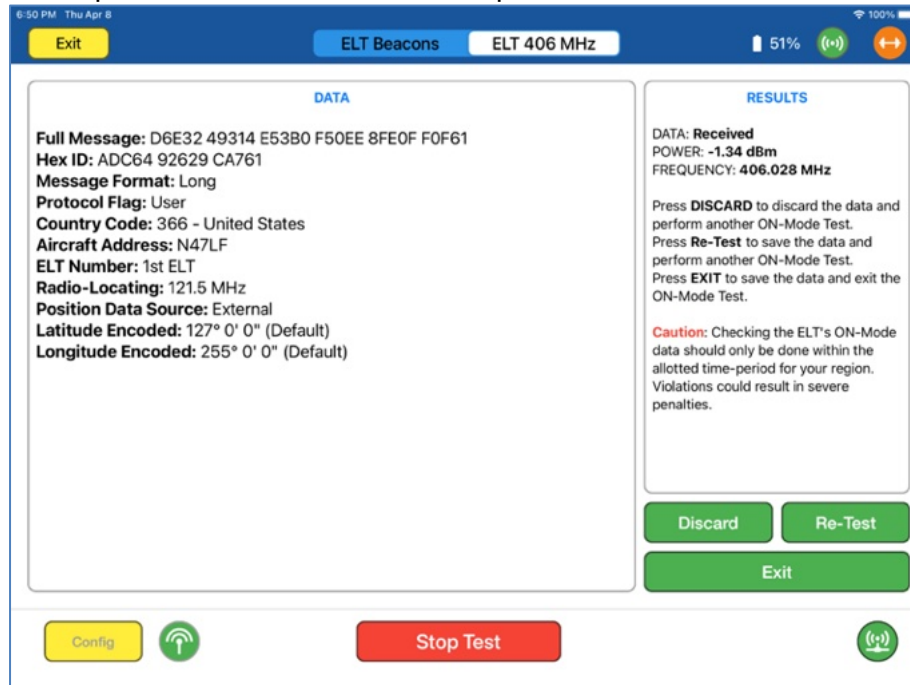 6:50 PM Thu Apr 8
100%
Exit
ELT Beacons
ELT 406 MHz
51%
DATA
Full Message: D6E32 49314 E53B0 F50EE 8FE0F F0F61
Hex ID: ADC64 92629 CA761
Message Format: Long
Protocol Flag: User
Country Code: 366 - United States
Aircraft Address: N47LF
ELT Number: 1st ELT
Radio-Locating: 121.5 MHz
Position Data Source: External
Latitude Encoded: 127° 0' 0" (Default)
Longitude Encoded: 255° 0' 0" (Default)
RESULTS
DATA: Received
POWER: -1.34 dBm
FREQUENCY: 406.028 MHz
Press DISCARD to discard the data and
perform another ON-Mode Test.
Press Re-Test to save the data and
perform another ON-Mode Test.
Press EXIT to save the data and exit the
ON-Mode Test.
Caution: Checking the ELT's ON-Mode
data should only be done within the
allotted time-period for your region.
Violations could result in severe
penalties.
Discard
Re-Test
Exit
Config
Stop Test